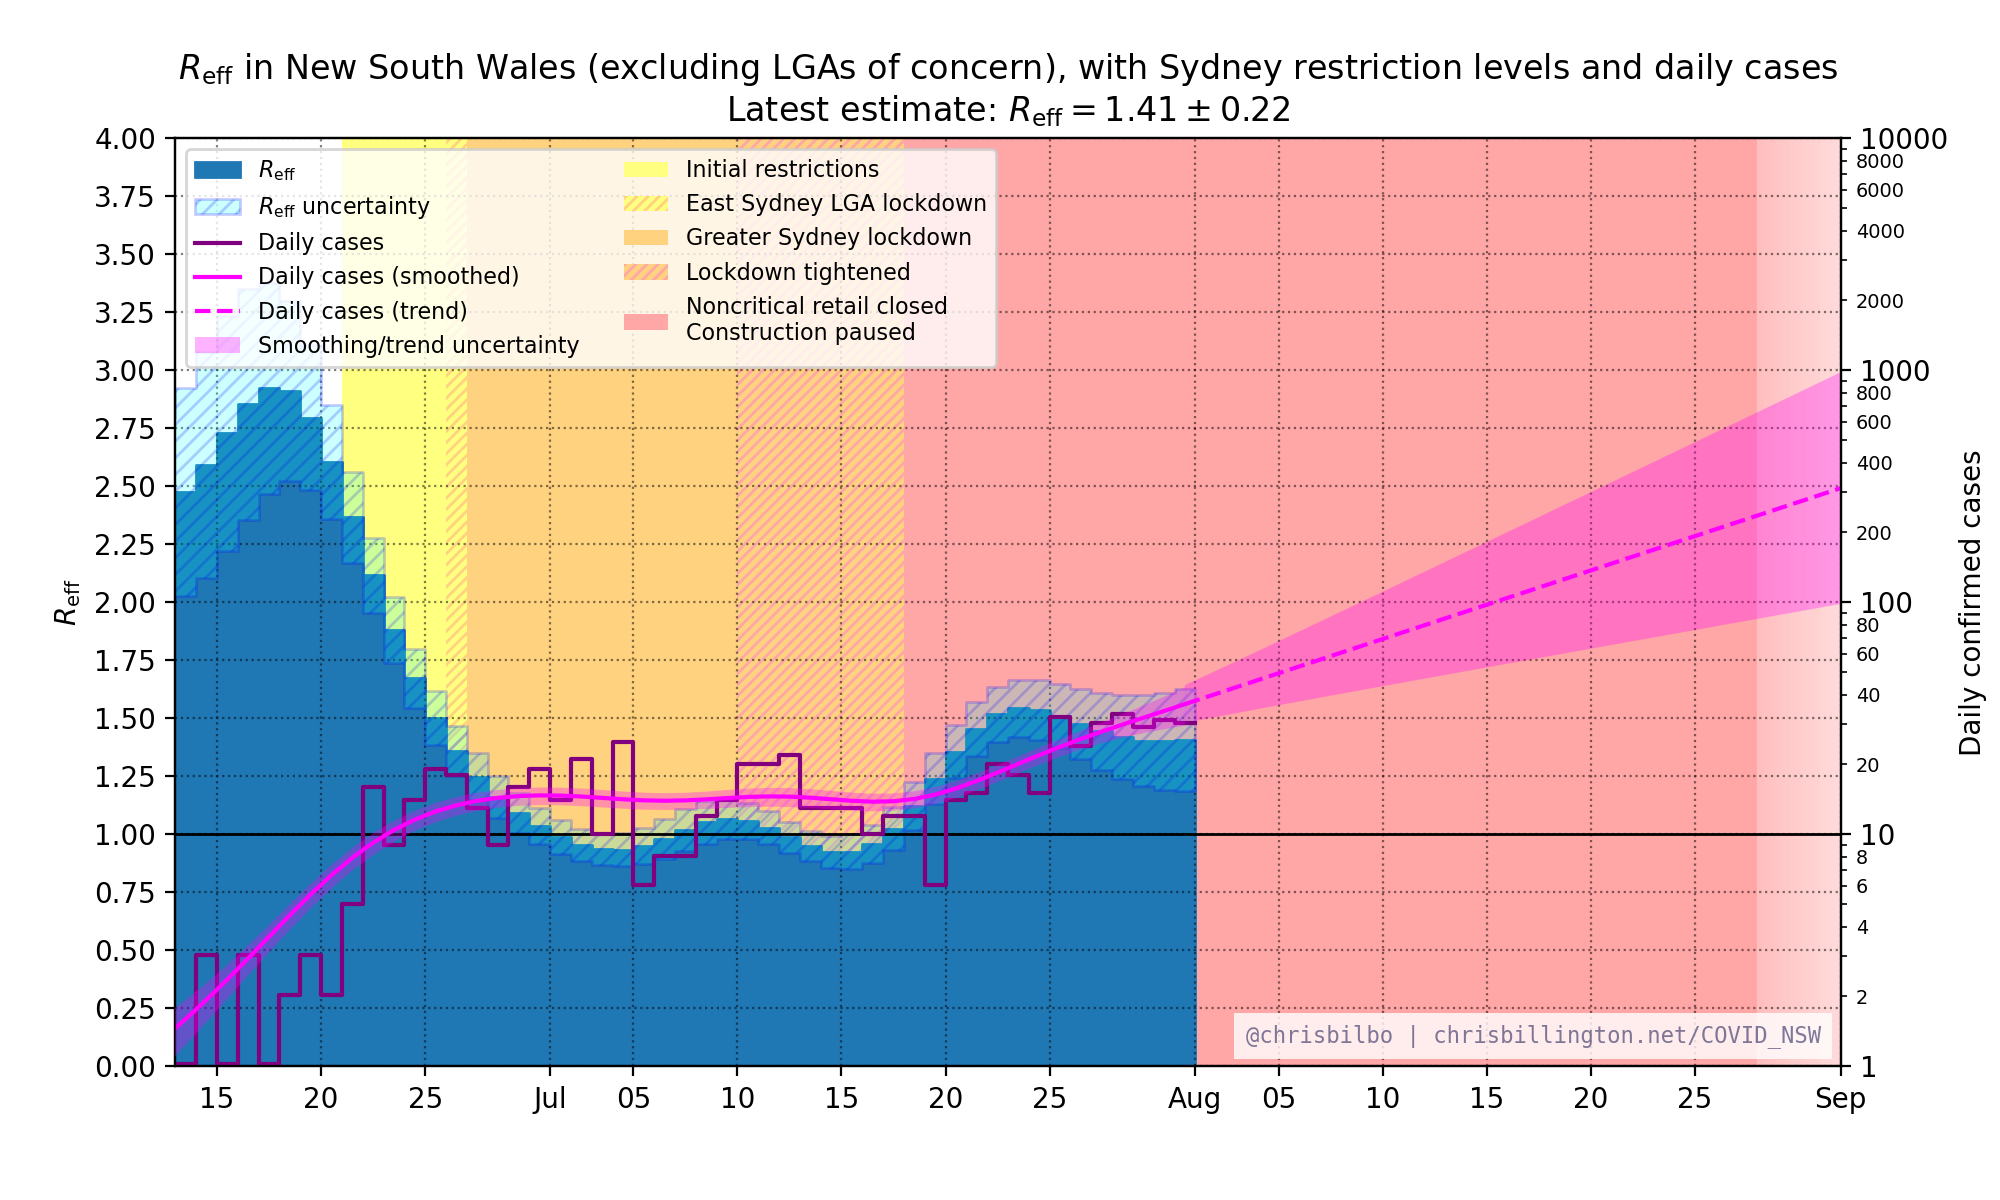 Reff in New South Wales (excluding LGAs of concern), with Sydney restriction levels and daily cases
Latest estimate: Reff = 1.41 ± 0.22
Reff
Reff uncertainty
Daily cases
Daily cases (smoothed)
Daily cases (trend)
Smoothing/trend uncertainty
Initial restrictions
East Sydney LGA lockdown
Greater Sydney lockdown
Lockdown tightened
Noncritical retail closed
Construction paused
4.00
3.75
3.50
3.25
3.00
2.75
2.50
2.25
2.00
1.75
1.50
1.25
1.00
0.75
0.50
0.25
0.00
Reff
10000
8000
6000
4000
2000
1000
800
600
400
200
100
80
60
40
20
10
8
6
4
2
1
Daily confirmed cases
@chrisbilbo | chrisbillington.net/COVID_NSW
15 20 25 Jul 05 10 15 20 25 Aug 05 10 15 20 25 Sep